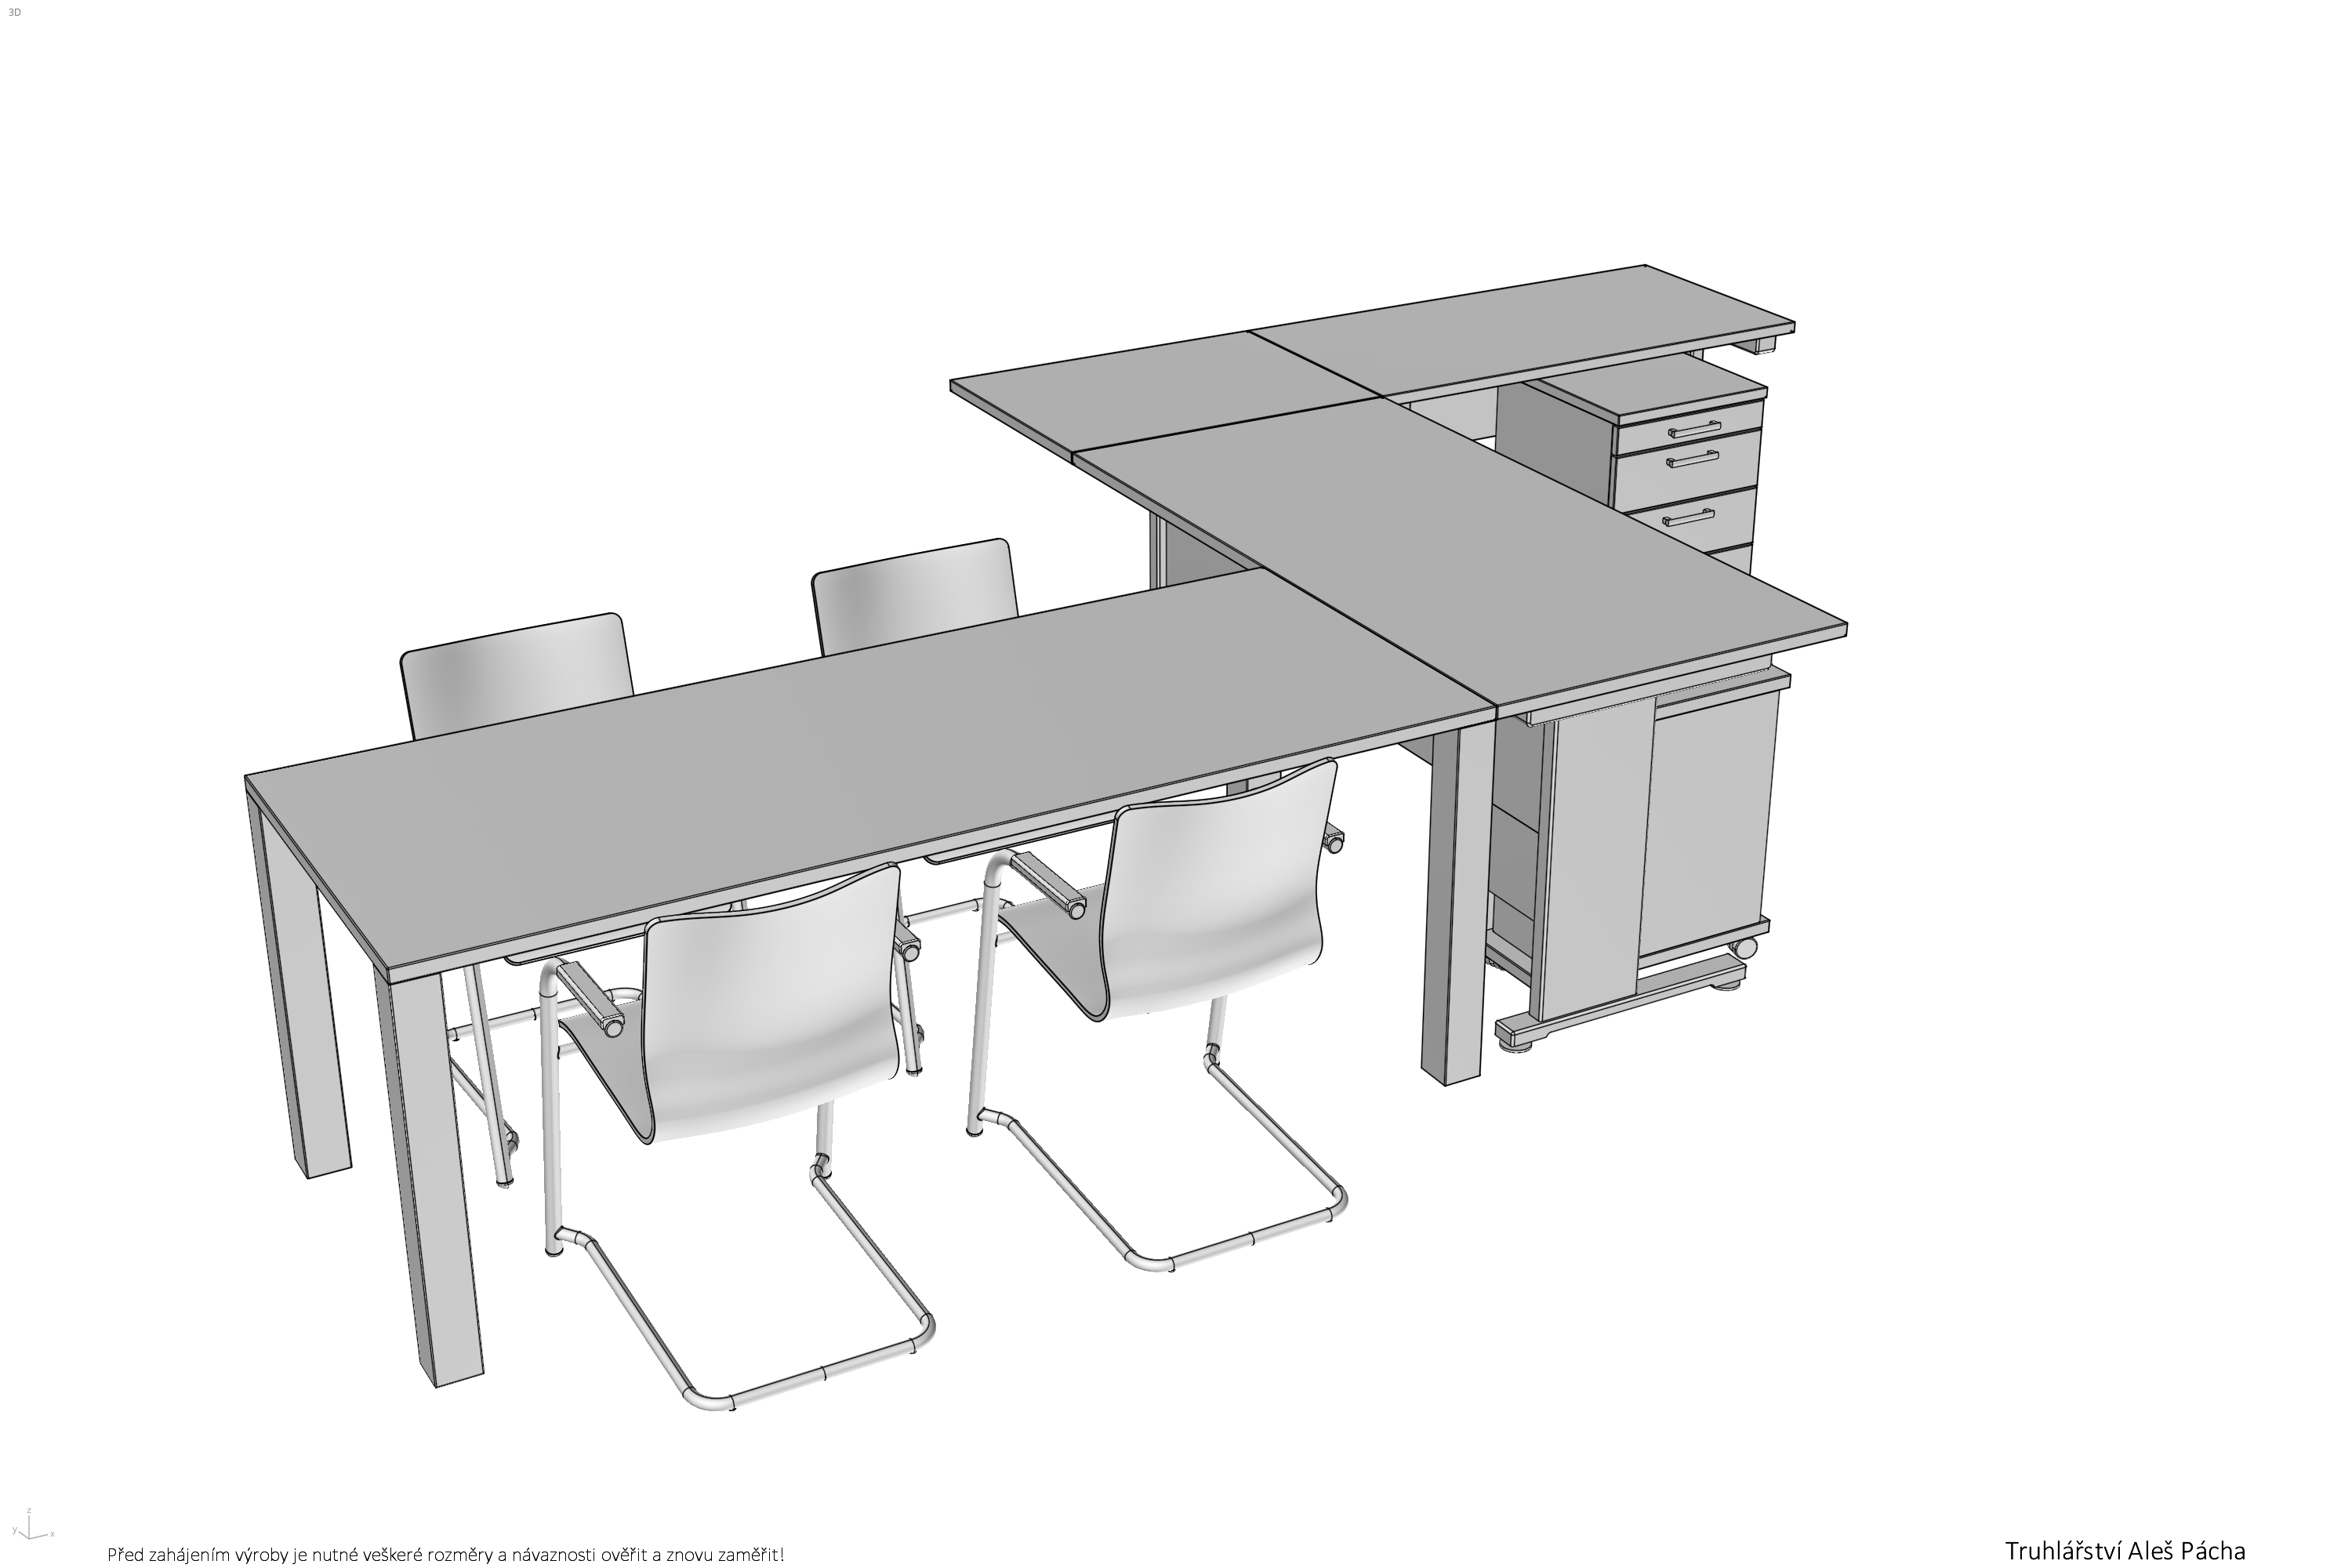 3D
z
y x
Před zahájením výroby je nutné veškeré rozměry a návaznosti ověřit a znovu zaměřit!
Truhlářství Aleš Pácha